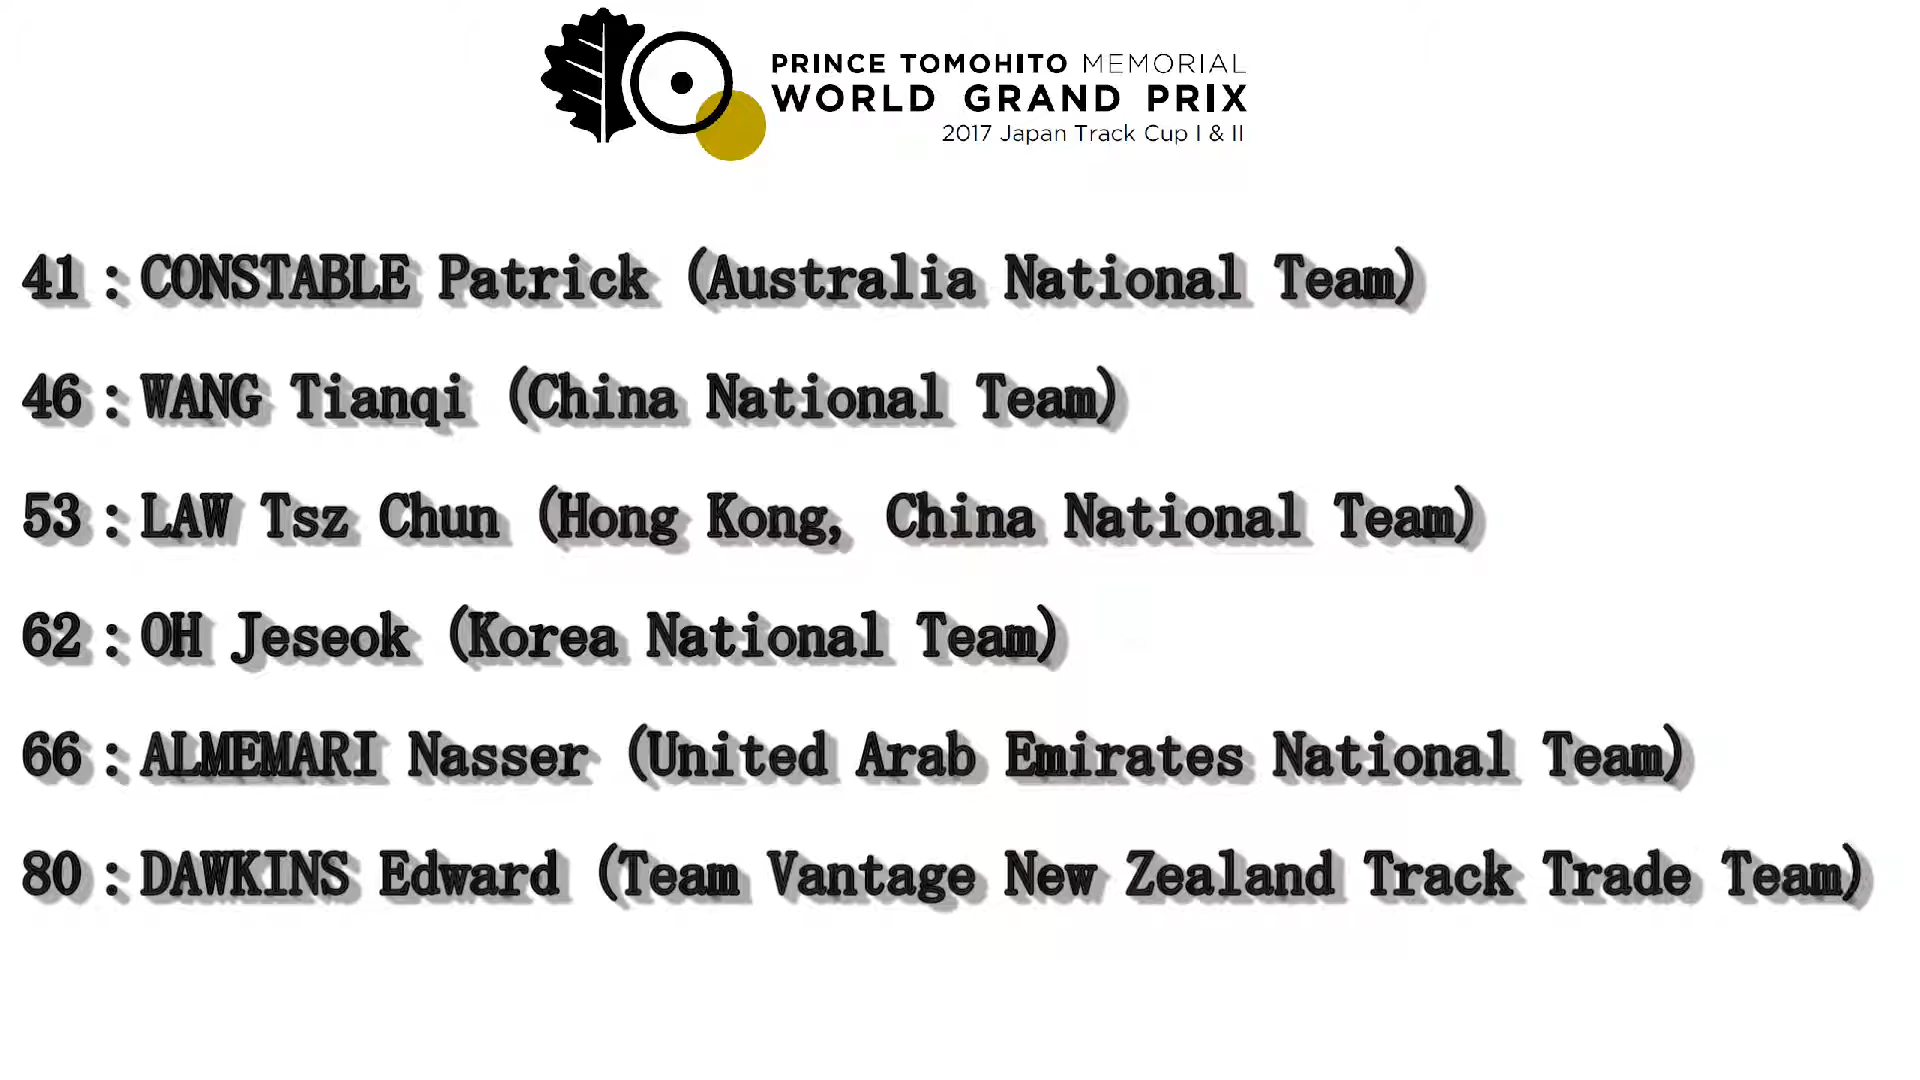 PRINCE TOMOHITO MEMORIAL
WORLD GRAND PRIX
2017 Japan Track Cup I & II
41:CONSTABLE Patrick (Australia National Team)
46:WANG Tianqi (China National Team)
53:LAW Tsz Chun (Hong Kong, China National Team)
62:OH Jeseok (Korea National Team)
66:ALMEMARI Nasser (United Arab Emirates National Team)
80:DAWKINS Edward (Team Vantage New Zealand Track Trade Team)